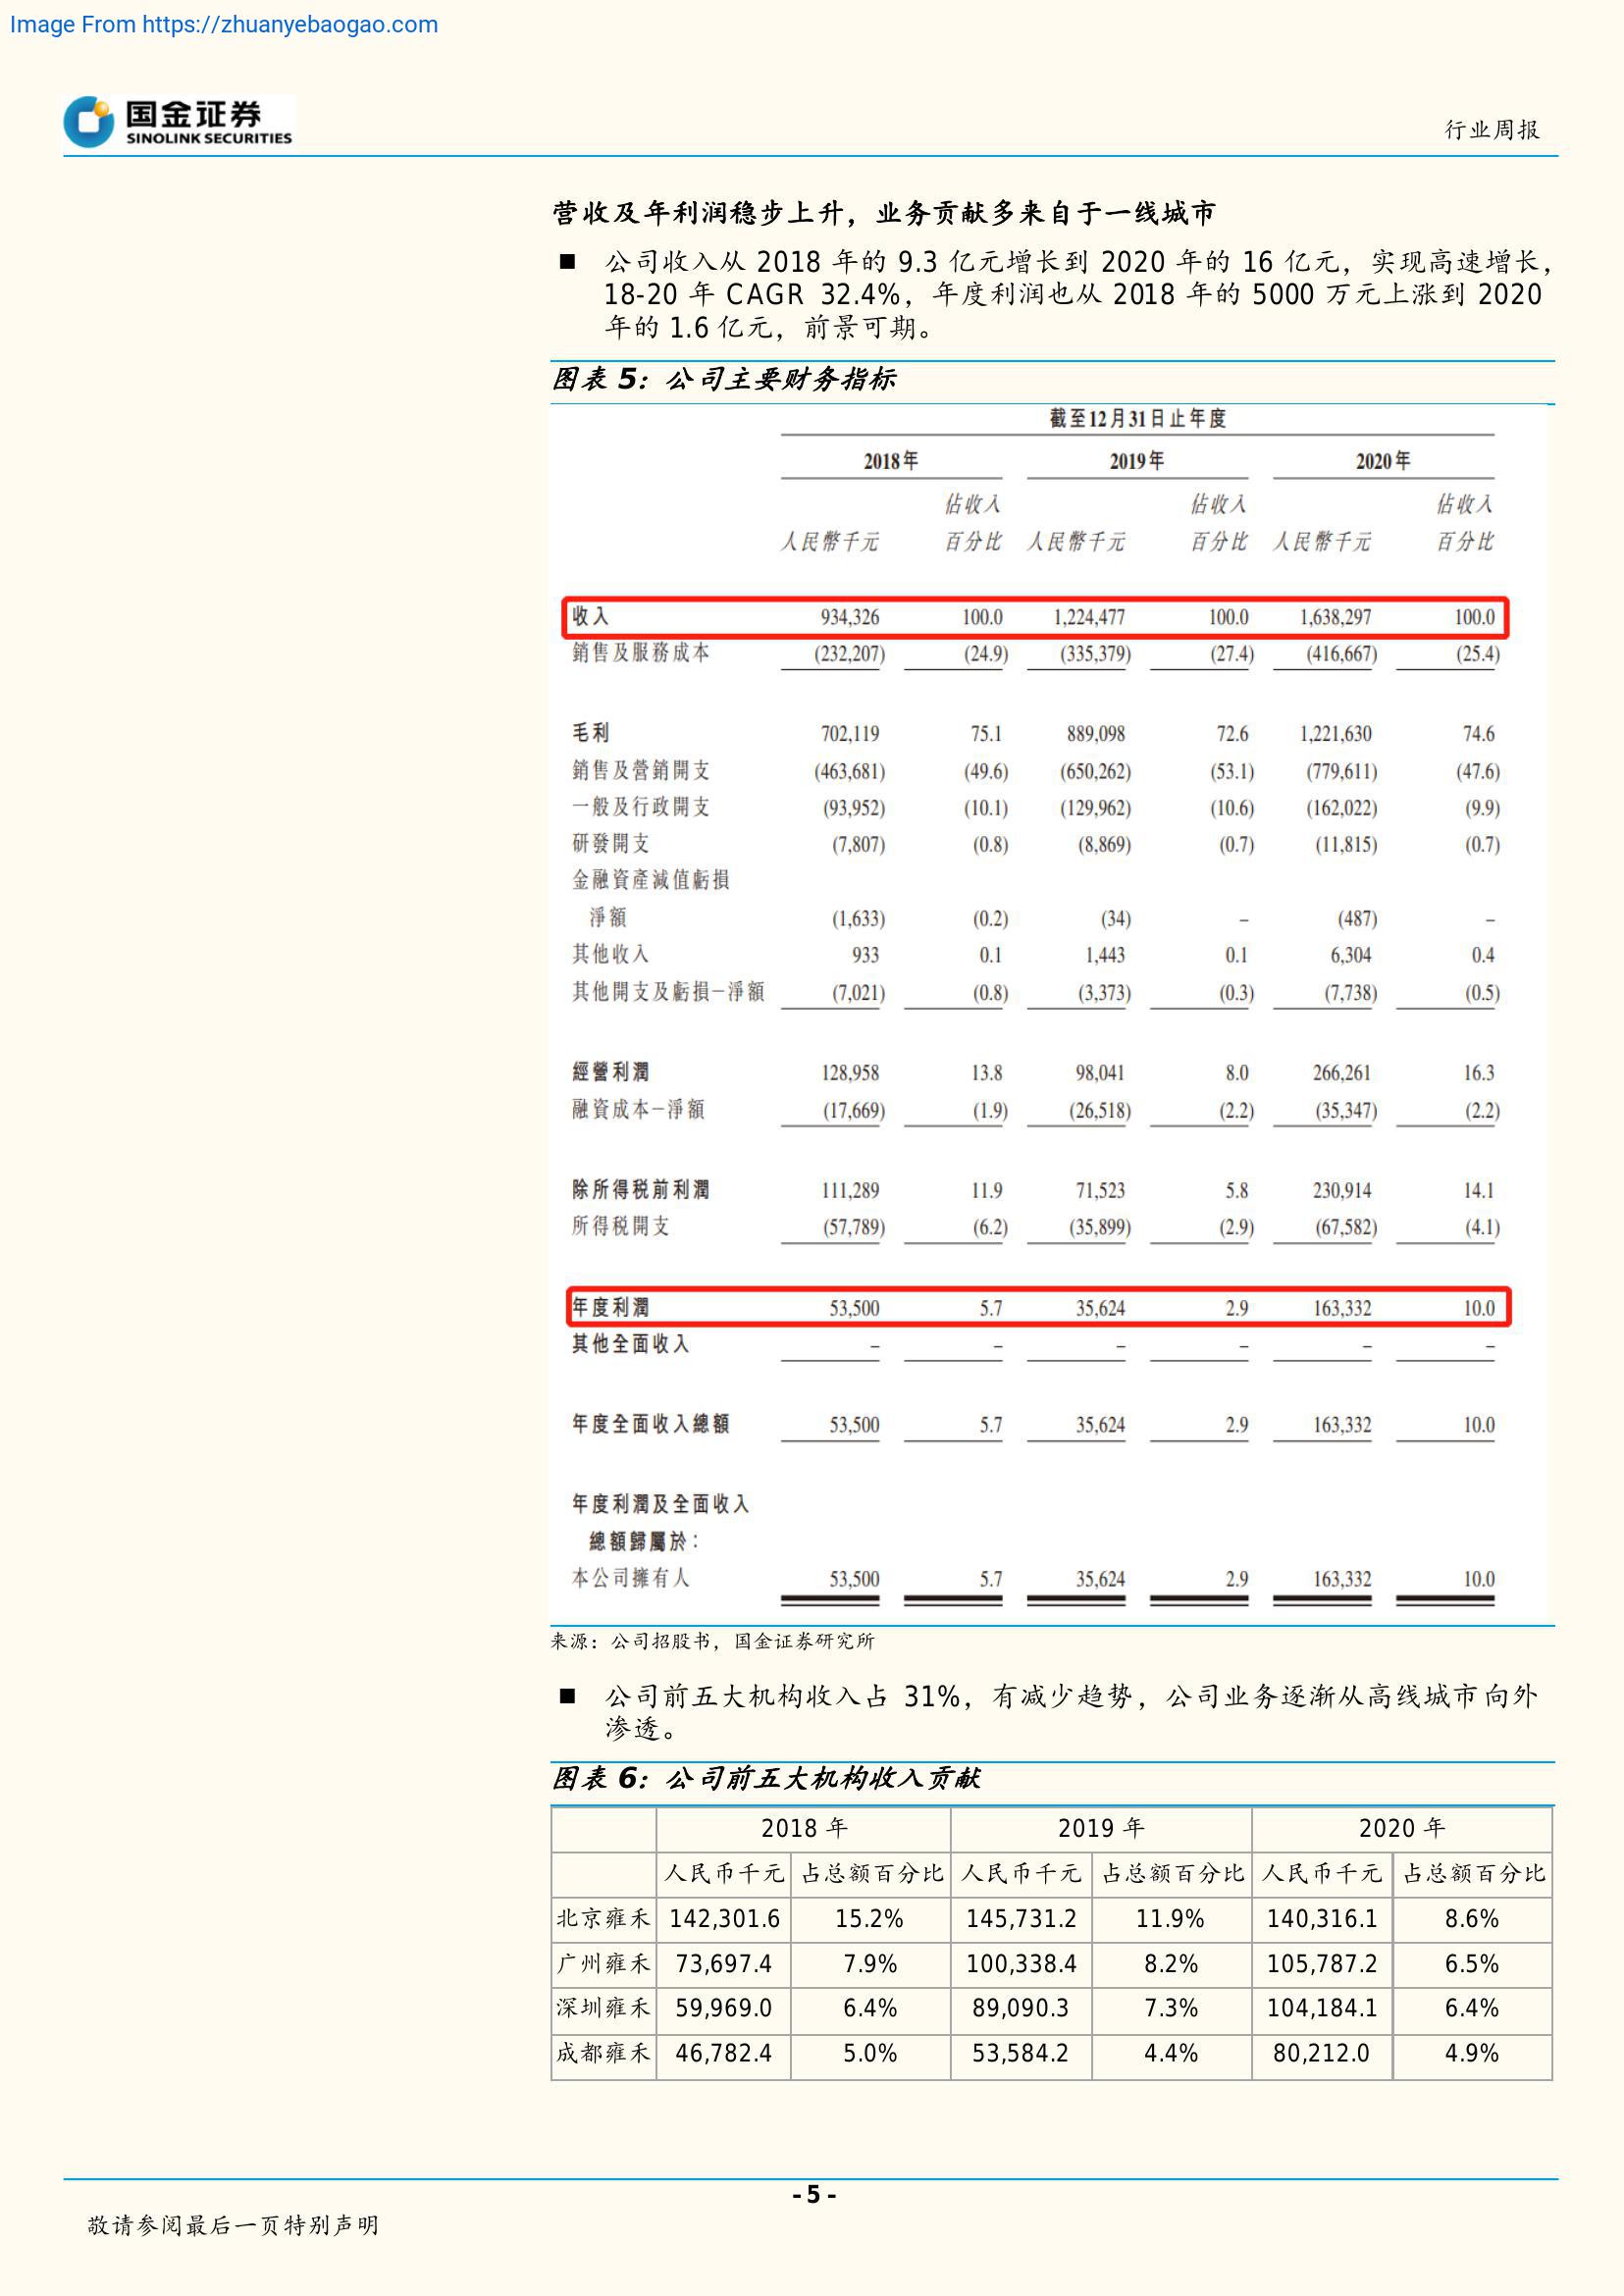 Image From https://zhuanyebaogao.com
国金证券
SINOLINK SECURITIES
行业周报
营收及年利润稳步上升，业务贡献多来自于一线城市
■ 公司收入从 2018 年的 9.3 亿元增长到 2020 年的 16 亿元，实现高速增长，
18-20 年 CAGR 32.4%，年度利润也从 2018 年的 5000 万元上涨到 2020
年的 1.6 亿元，前景可期。
图表 5：公司主要财务指标
截至12月31日止年度
2018年 2019年 2020年
佔收入 佔收入 佔收入
人民幣千元 百分比 人民幣千元 百分比 人民幣千元 百分比
收入 934,326 100.0 1,224,477 100.0 1,638,297 100.0
銷售及服務成本 (232,207) (24.9) (335,379) (27.4) (416,667) (25.4)
毛利 702,119 75.1 889,098 72.6 1,221,630 74.6
銷售及營銷開支 (463,681) (49.6) (650,262) (53.1) (779,611) (47.6)
一般及行政開支 (93,952) (10.1) (129,962) (10.6) (162,022) (9.9)
研發開支 (7,807) (0.8) (8,869) (0.7) (11,815) (0.7)
金融資產減值虧損
淨額 (1,633) (0.2) (34) – (487) –
其他收入 933 0.1 1,443 0.1 6,304 0.4
其他開支及虧損－淨額 (7,021) (0.8) (3,373) (0.3) (7,738) (0.5)
經營利潤 128,958 13.8 98,041 8.0 266,261 16.3
融資成本－淨額 (17,669) (1.9) (26,518) (2.2) (35,347) (2.2)
除所得稅前利潤 111,289 11.9 71,523 5.8 230,914 14.1
所得稅開支 (57,789) (6.2) (35,899) (2.9) (67,582) (4.1)
年度利潤 53,500 5.7 35,624 2.9 163,332 10.0
其他全面收入 – – – – – –
年度全面收入總額 53,500 5.7 35,624 2.9 163,332 10.0
年度利潤及全面收入
總額歸屬於：
本公司擁有人 53,500 5.7 35,624 2.9 163,332 10.0
来源：公司招股书，国金证券研究所
■ 公司前五大机构收入占 31%，有减少趋势，公司业务逐渐从高线城市向外
渗透。
图表 6：公司前五大机构收入贡献
2018 年 2019 年 2020 年
人民币千元 占总额百分比 人民币千元 占总额百分比 人民币千元 占总额百分比
北京雍禾 142,301.6 15.2% 145,731.2 11.9% 140,316.1 8.6%
广州雍禾 73,697.4 7.9% 100,338.4 8.2% 105,787.2 6.5%
深圳雍禾 59,969.0 6.4% 89,090.3 7.3% 104,184.1 6.4%
成都雍禾 46,782.4 5.0% 53,584.2 4.4% 80,212.0 4.9%
- 5 -
敬请参阅最后一页特别声明